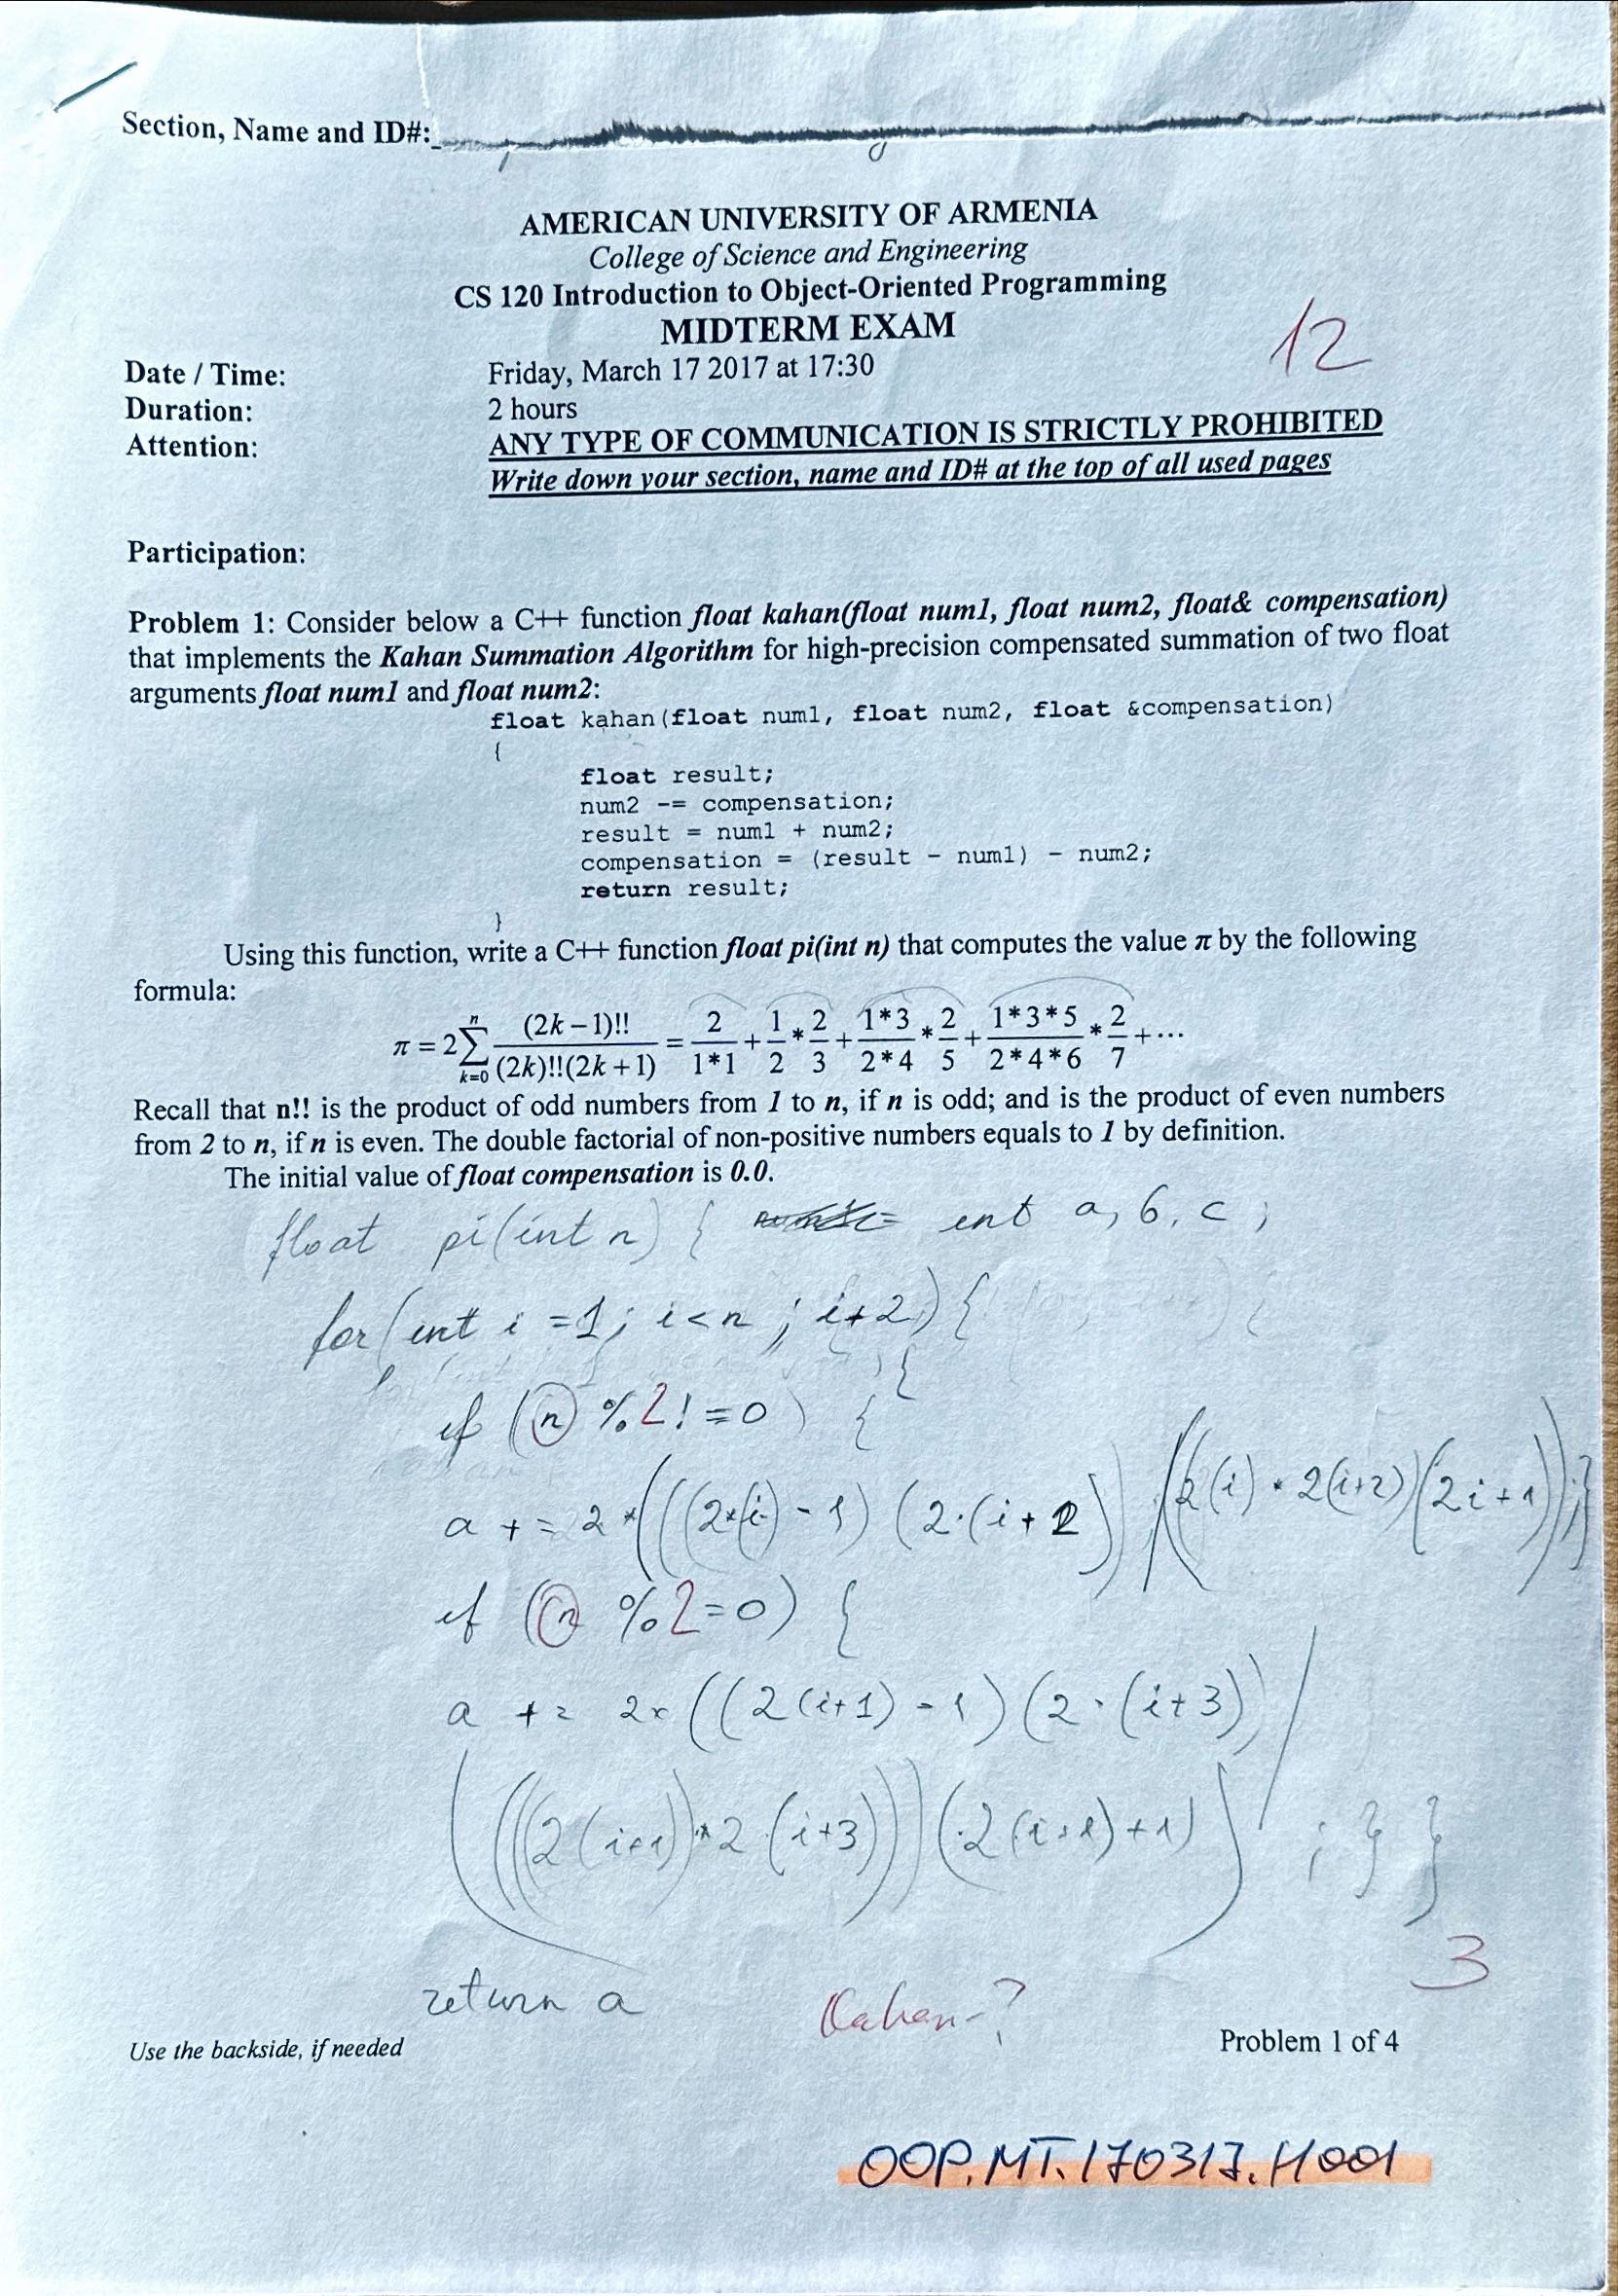 Section, Name and ID#:
AMERICAN UNIVERSITY OF ARMENIA
College of Science and Engineering
CS 120 Introduction to Object-Oriented Programming
MIDTERM EXAM
12
Date / Time: Friday, March 17 2017 at 17:30
Duration: 2 hours
Attention: ANY TYPE OF COMMUNICATION IS STRICTLY PROHIBITED
Write down your section, name and ID# at the top of all used pages
Participation:
Problem 1: Consider below a C++ function float kahan(float num1, float num2, float& compensation)
that implements the Kahan Summation Algorithm for high-precision compensated summation of two float
arguments float num1 and float num2:
float kahan(float num1, float num2, float &compensation)
{
float result;
num2 -= compensation;
result = num1 + num2;
compensation = (result - num1) - num2;
return result;
}
Using this function, write a C++ function float pi(int n) that computes the value π by the following
formula:
π = 2 Σ_{k=0}^{n} (2k-1)!! / ((2k)!!(2k+1)) = 2/(1*1) + 1/2 * 2/3 + (1*3)/(2*4) * 2/5 + (1*3*5)/(2*4*6) * 2/7 + ...
Recall that n!! is the product of odd numbers from 1 to n, if n is odd; and is the product of even numbers
from 2 to n, if n is even. The double factorial of non-positive numbers equals to 1 by definition.
The initial value of float compensation is 0.0.
float pi(int n) { int a, b, c ;
for (int i = 1; i < n ; i+2) {
{
if (n % 2 != 0) {
a += 2 * (((2*(i) - 1) (2·(i + 2)) / ((2(i) * 2(i+2))(2i + 1)); }
if (n % 2 = 0) {
a += 2 * ((2(i+1) - 1) (2·(i+3)) /
(((2(i+1)) * 2·(i+3))) (2(i+1)+1) ; } }
3
return a
Kahan - ?
Use the backside, if needed
Problem 1 of 4
OOP.MT.170317.H001